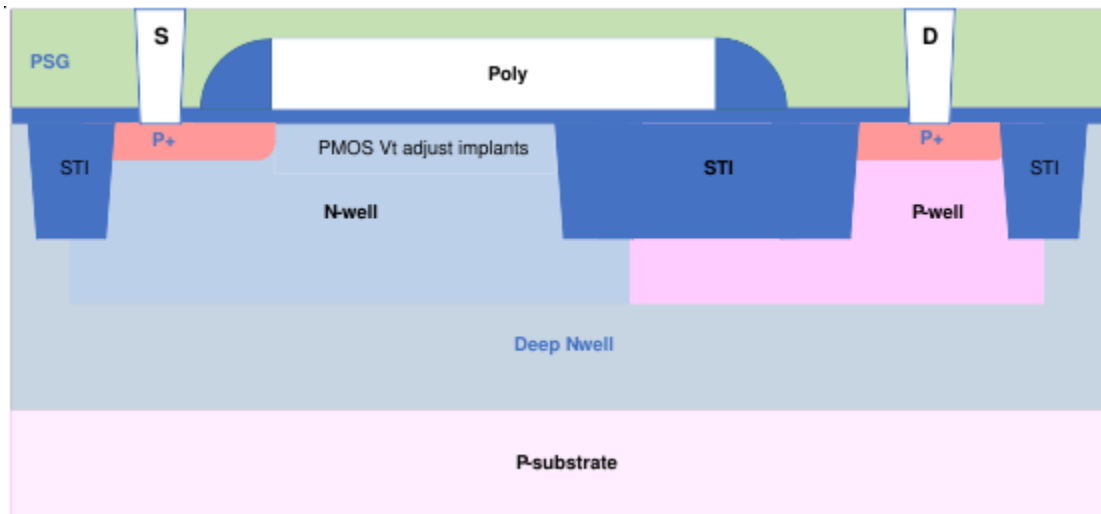 S
D
PSG
Poly
P+
P+
PMOS Vt adjust implants
STI
STI
STI
N-well
P-well
Deep Nwell
P-substrate